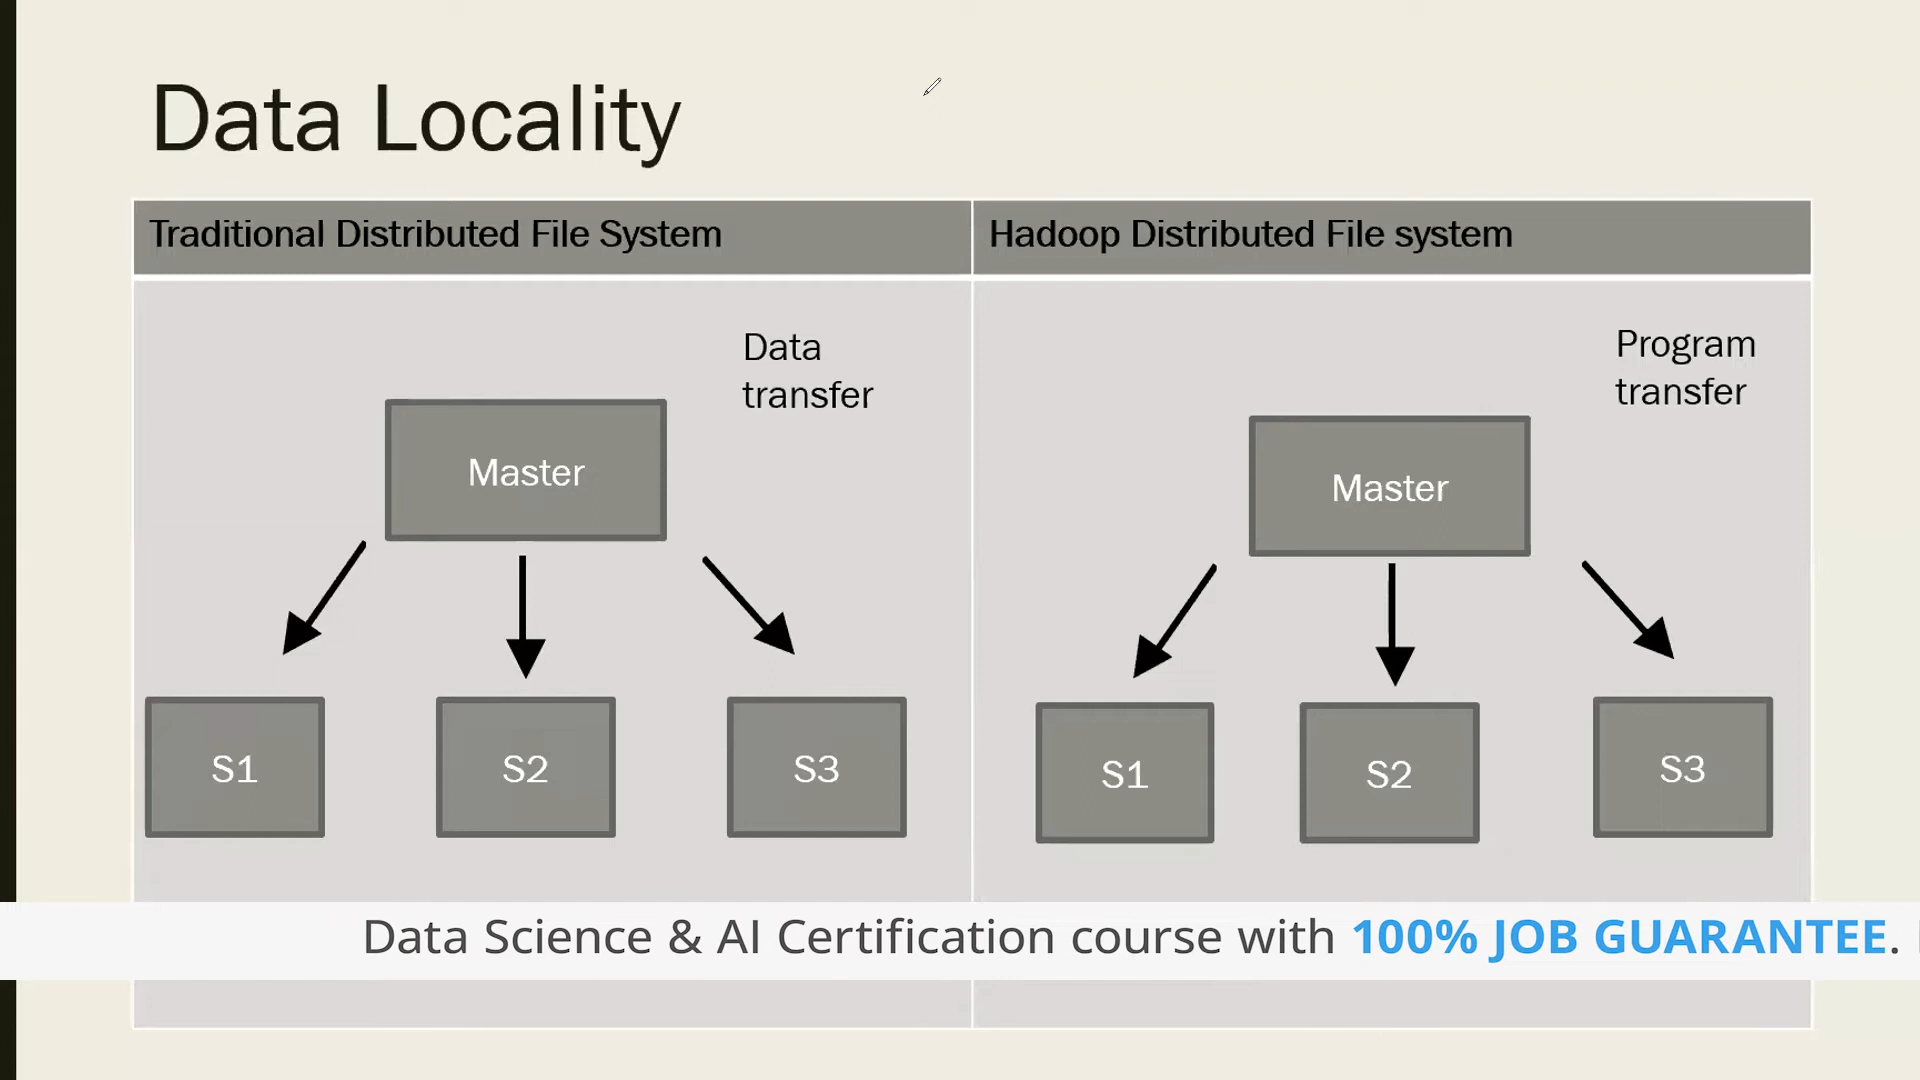 Data Locality
Traditional Distributed File System
Hadoop Distributed File system
Data
transfer
Master
S1
S2
S3
Program
transfer
Master
S1
S2
S3
Data Science & AI Certification course with 100% JOB GUARANTEE.